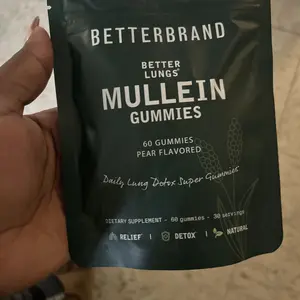 BETTERBRAND
BETTER
LUNGS®
MULLEIN
GUMMIES
60 GUMMIES
PEAR FLAVORED
Daily Lung Detox Super Gummies
DIETARY SUPPLEMENT - 60 gummies - 30 servings
RELIEF | DETOX | NATURAL